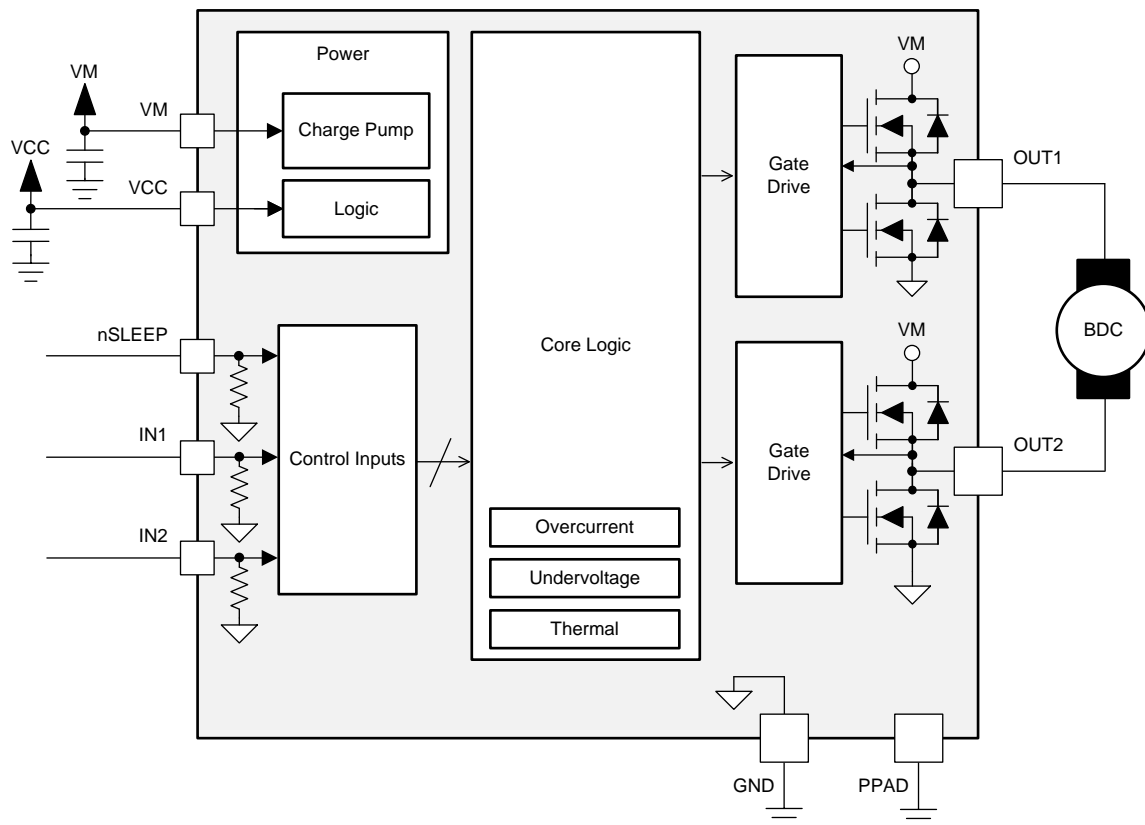 Power
VM
VM
VM
Charge Pump
Gate
Drive
OUT1
VCC
VCC
Logic
nSLEEP
VM
BDC
Core Logic
IN1
Control Inputs
Gate
Drive
OUT2
IN2
Overcurrent
Undervoltage
Thermal
GND
PPAD